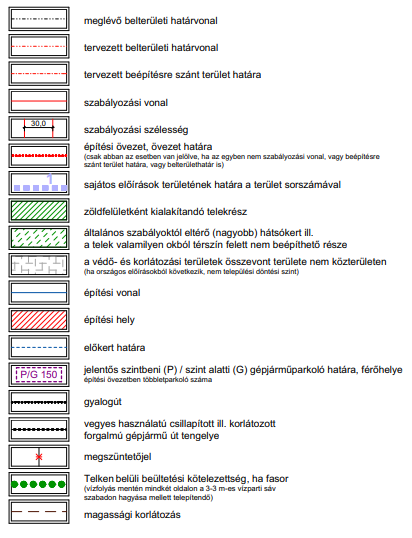 meglévő belterületi határvonal
tervezett belterületi határvonal
tervezett beépítésre szánt terület határa
szabályozási vonal
30,0
szabályozási szélesség
építési övezet, övezet határa
(csak abban az esetben van jelölve, ha az egyben nem szabályozási vonal, vagy beépítésre
szánt terület határa, vagy belterülethatár is)
1
sajátos előírások területének határa a terület sorszámával
zöldfelületként kialakítandó telekrész
általános szabályoktól eltérő (nagyobb) hátsókert ill.
a telek valamilyen okból térszín felett nem beépíthető része
a védő- és korlátozási területek összevont területe nem közterületen
(ha országos előírásokból következik, nem települési döntési szint)
építési vonal
építési hely
előkert határa
P/G 150
jelentős szintbeni (P) / szint alatti (G) gépjárműparkoló határa, férőhelye
építési övezetben többletparkoló száma
gyalogút
vegyes használatú csillapított ill. korlátozott
forgalmú gépjármű út tengelye
megszüntetőjel
Telken belüli beültetési kötelezettség, ha fasor
(vízfolyás mentén mindkét oldalon a 3-3 m-es vízparti sáv
szabadon hagyása mellett telepítendő)
magassági korlátozás